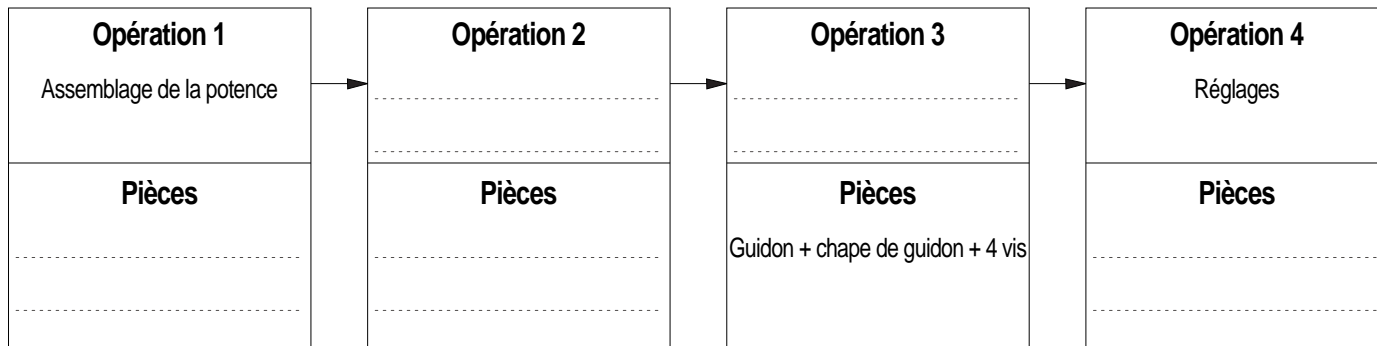 Opération 1
Assemblage de la potence
Pièces
Opération 2
Pièces
Opération 3
Pièces
Guidon + chape de guidon + 4 vis
Opération 4
Réglages
Pièces